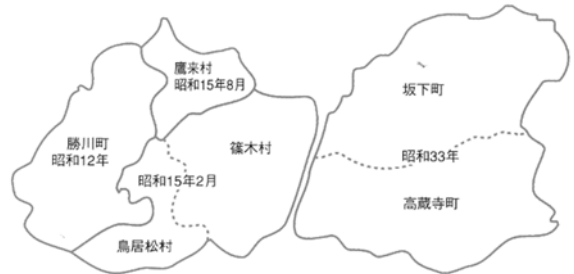 鷹来村
昭和15年8月
勝川町
昭和12年
昭和15年2月
篠木村
鳥居松村
坂下町
昭和33年
高蔵寺町